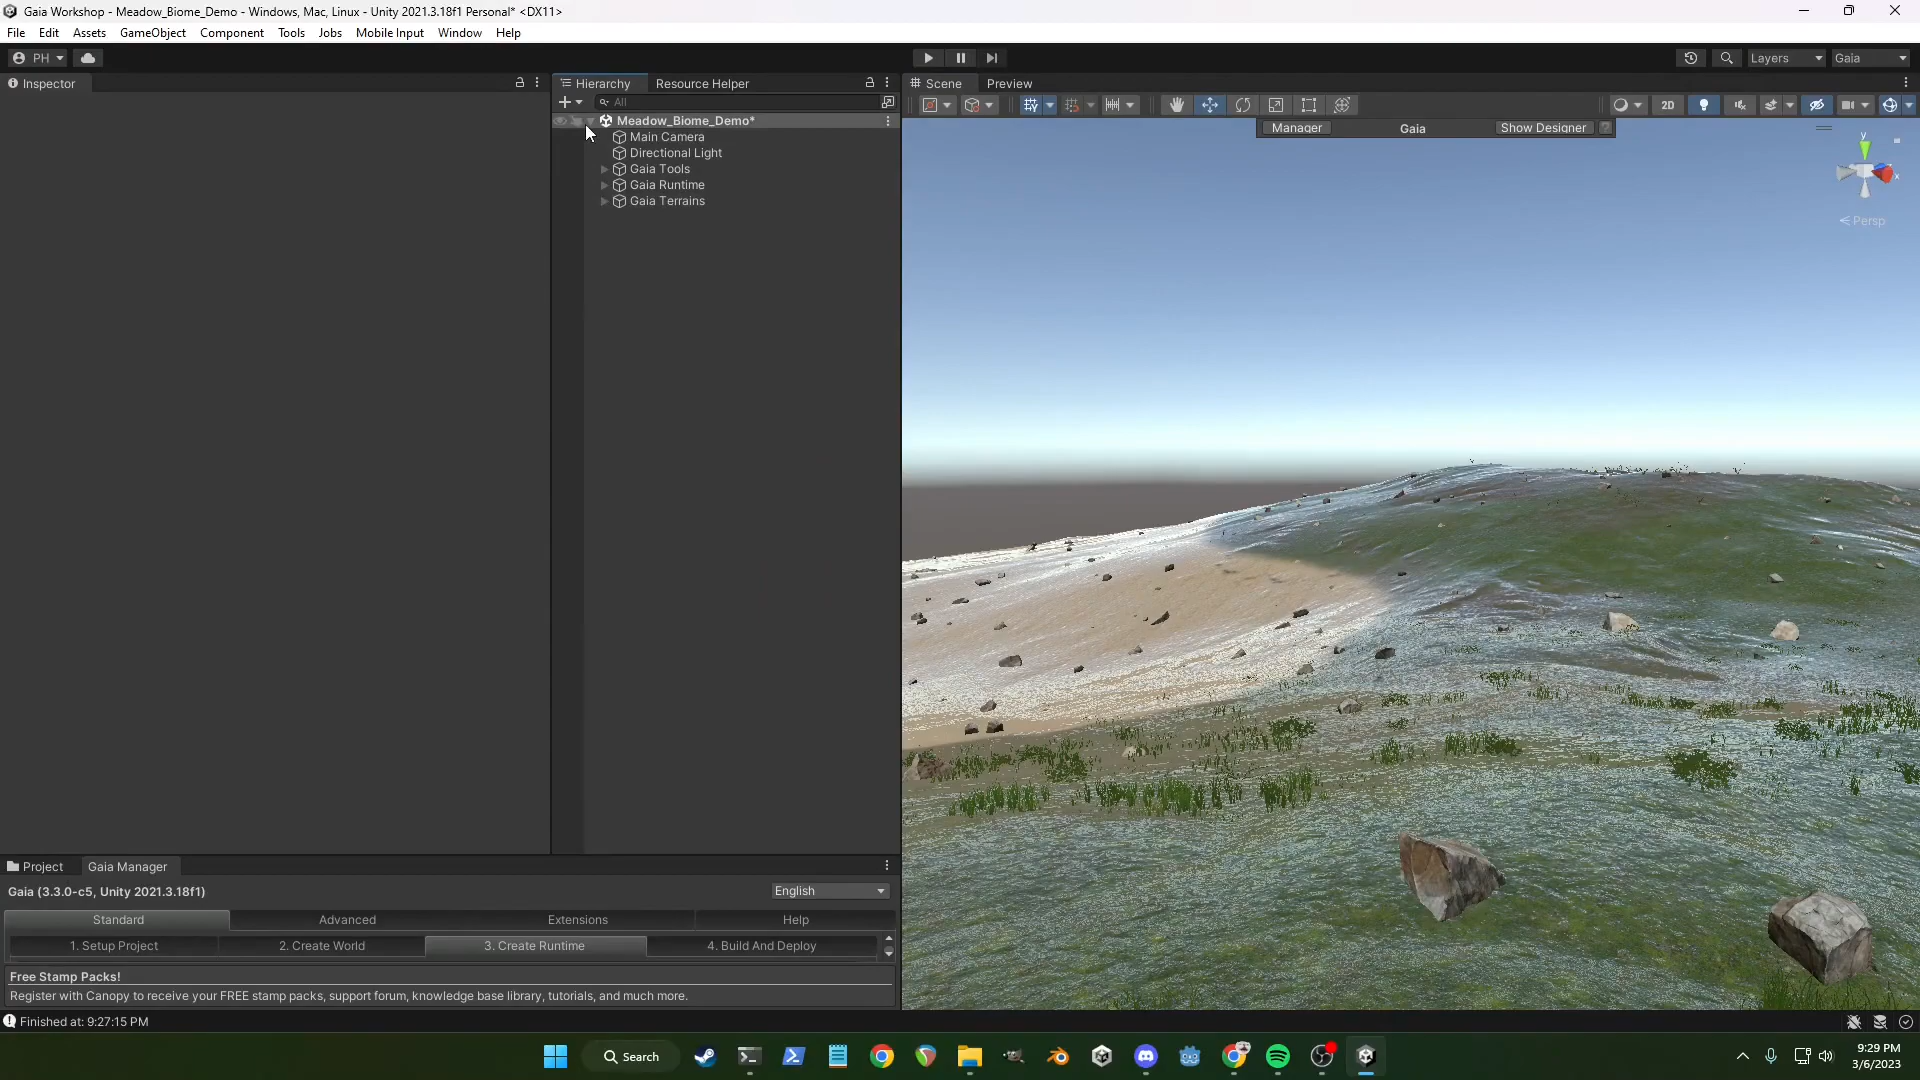 Gaia Workshop - Meadow_Biome_Demo - Windows, Mac, Linux - Unity 2021.3.18f1 Personal* <DX11>
File Edit Assets GameObject Component Tools Jobs Mobile Input Window Help
PH Layers Gaia
Inspector
Hierarchy Resource Helper
Scene Preview
All
2D
Meadow_Biome_Demo*
Main Camera
Directional Light
Gaia Tools
Gaia Runtime
Gaia Terrains
Manager Gaia Show Designer ?
y
x
< Persp
Project Gaia Manager
Gaia (3.3.0-c5, Unity 2021.3.18f1) English
Standard Advanced Extensions Help
1. Setup Project 2. Create World 3. Create Runtime 4. Build And Deploy
Free Stamp Packs!
Register with Canopy to receive your FREE stamp packs, support forum, knowledge base library, tutorials, and much more.
Finished at: 9:27:15 PM
Search
9:29 PM
3/6/2023